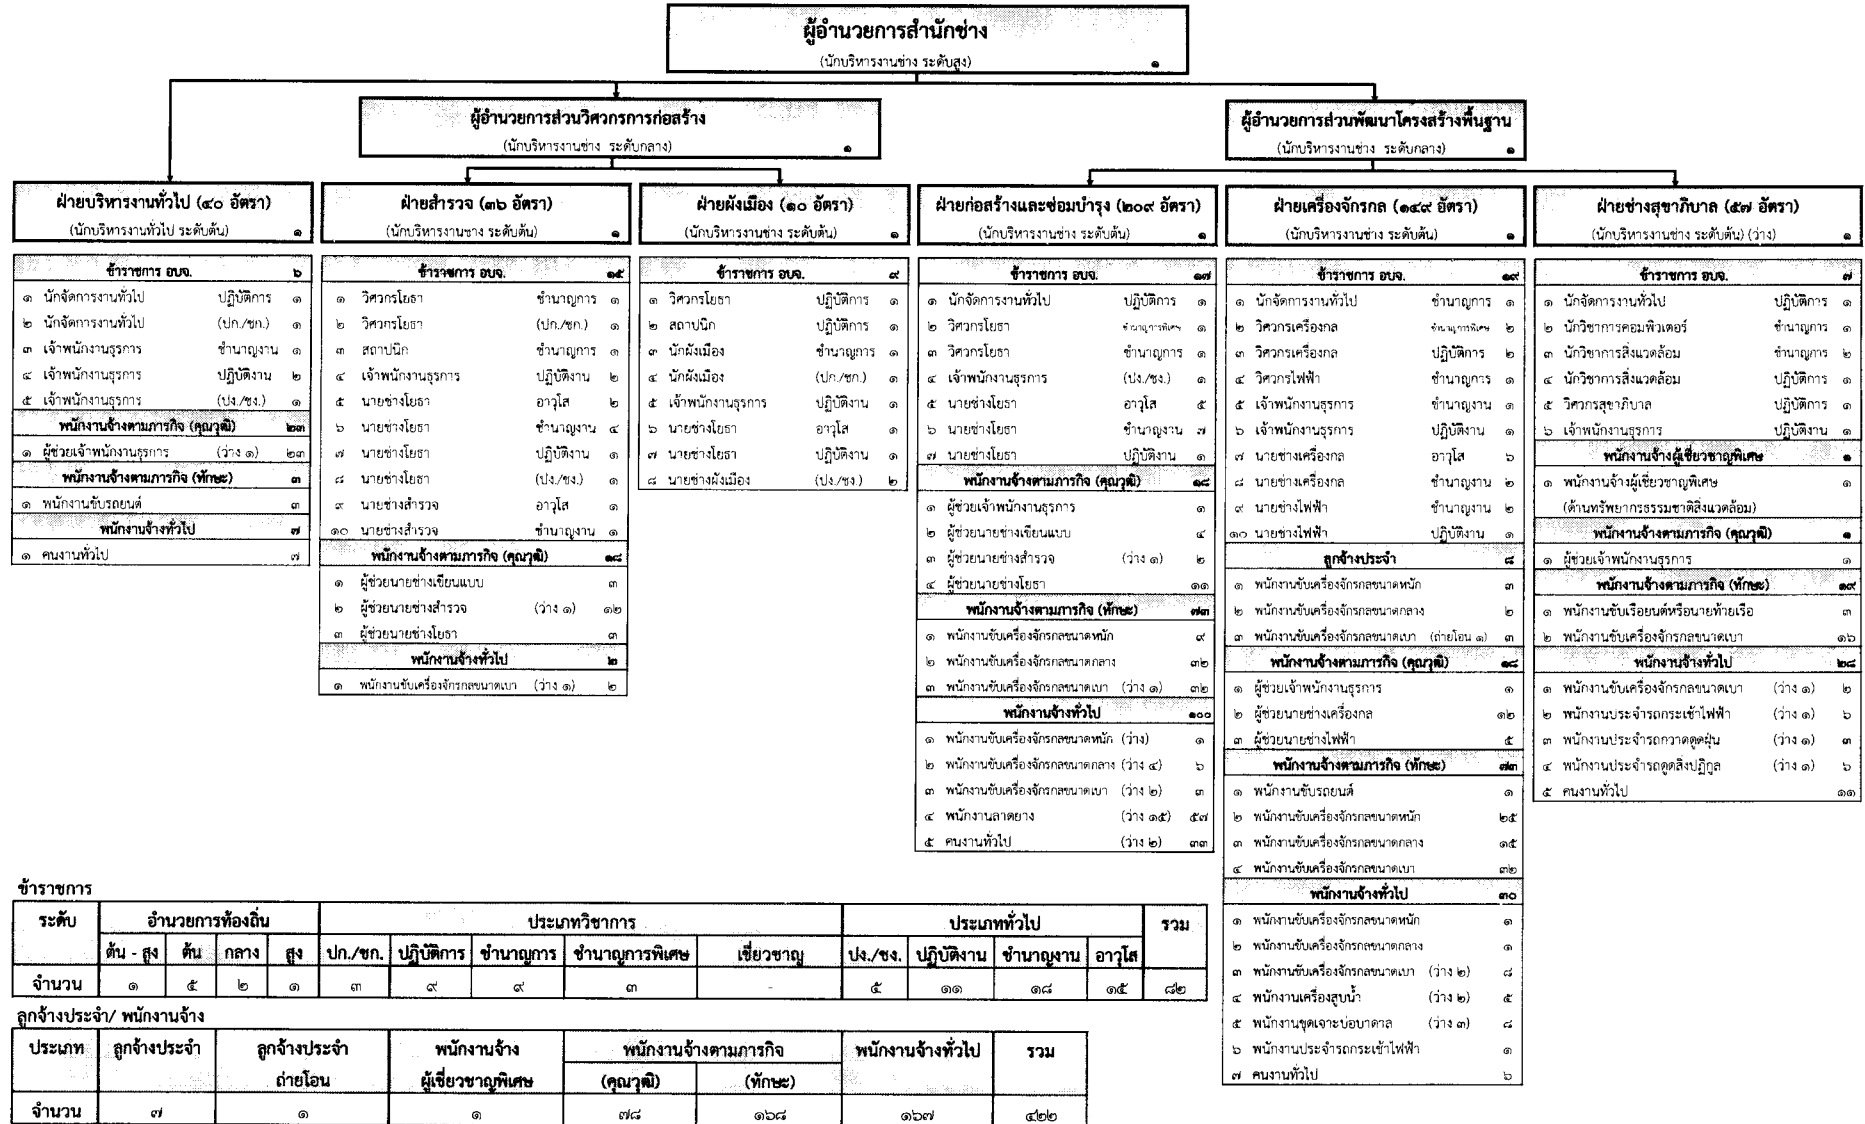 ผู้อำนวยการสำนักช่าง
(นักบริหารงานช่าง ระดับสูง) ๑
ผู้อำนวยการส่วนวิศวกรการก่อสร้าง
(นักบริหารงานช่าง ระดับกลาง) ๑
ผู้อำนวยการส่วนพัฒนาโครงสร้างพื้นฐาน
(นักบริหารงานช่าง ระดับกลาง) ๑
ฝ่ายบริหารงานทั่วไป (๔๐ อัตรา)
(นักบริหารงานทั่วไป ระดับต้น) ๑
ข้าราชการ อบจ. ๖
๑ นักจัดการงานทั่วไป ปฏิบัติการ ๑
๒ นักจัดการงานทั่วไป (ปก./ชก.) ๑
๓ เจ้าพนักงานธุรการ ชำนาญงาน ๑
๔ เจ้าพนักงานธุรการ ปฏิบัติงาน ๒
๕ เจ้าพนักงานธุรการ (ปง./ชง.) ๑
พนักงานจ้างตามภารกิจ (คุณวุฒิ) ๒๓
๑ ผู้ช่วยเจ้าพนักงานธุรการ (ว่าง ๑) ๒๓
พนักงานจ้างตามภารกิจ (ทักษะ) ๓
๑ พนักงานขับรถยนต์ ๓
พนักงานจ้างทั่วไป ๗
๑ คนงานทั่วไป ๗
ฝ่ายสำรวจ (๓๖ อัตรา)
(นักบริหารงานช่าง ระดับต้น) ๑
ข้าราชการ อบจ. ๑๕
๑ วิศวกรโยธา ชำนาญการ ๑
๒ วิศวกรโยธา (ปก./ชก.) ๑
๓ สถาปนิก ชำนาญการ ๑
๔ เจ้าพนักงานธุรการ ปฏิบัติงาน ๒
๕ นายช่างโยธา อาวุโส ๒
๖ นายช่างโยธา ชำนาญงาน ๔
๗ นายช่างโยธา ปฏิบัติงาน ๑
๘ นายช่างโยธา (ปง./ชง.) ๑
๙ นายช่างสำรวจ อาวุโส ๑
๑๐ นายช่างสำรวจ ชำนาญงาน ๑
พนักงานจ้างตามภารกิจ (คุณวุฒิ) ๑๘
๑ ผู้ช่วยนายช่างเขียนแบบ ๓
๒ ผู้ช่วยนายช่างสำรวจ (ว่าง ๑) ๑๒
๓ ผู้ช่วยนายช่างโยธา ๓
พนักงานจ้างทั่วไป ๒
๑ พนักงานขับเครื่องจักรกลขนาดเบา (ว่าง ๑) ๒
ฝ่ายผังเมือง (๑๐ อัตรา)
(นักบริหารงานช่าง ระดับต้น) ๑
ข้าราชการ อบจ. ๙
๑ วิศวกรโยธา ปฏิบัติการ ๑
๒ สถาปนิก ปฏิบัติการ ๑
๓ นักผังเมือง ชำนาญการ ๑
๔ นักผังเมือง (ปก./ชก.) ๑
๕ เจ้าพนักงานธุรการ ปฏิบัติงาน ๑
๖ นายช่างโยธา อาวุโส ๑
๗ นายช่างโยธา ปฏิบัติงาน ๑
๘ นายช่างผังเมือง (ปง./ชง.) ๒
ฝ่ายก่อสร้างและซ่อมบำรุง (๒๐๙ อัตรา)
(นักบริหารงานช่าง ระดับต้น) ๑
ข้าราชการ อบจ. ๑๗
๑ นักจัดการงานทั่วไป ปฏิบัติการ ๑
๒ วิศวกรโยธา ชำนาญการพิเศษ ๑
๓ วิศวกรโยธา ชำนาญการ ๑
๔ เจ้าพนักงานธุรการ (ปง./ชง.) ๑
๕ นายช่างโยธา อาวุโส ๕
๖ นายช่างโยธา ชำนาญงาน ๗
๗ นายช่างโยธา ปฏิบัติงาน ๑
พนักงานจ้างตามภารกิจ (คุณวุฒิ) ๑๘
๑ ผู้ช่วยเจ้าพนักงานธุรการ ๑
๒ ผู้ช่วยนายช่างเขียนแบบ ๔
๓ ผู้ช่วยนายช่างสำรวจ (ว่าง ๑) ๒
๔ ผู้ช่วยนายช่างโยธา ๑๑
พนักงานจ้างตามภารกิจ (ทักษะ) ๗๓
๑ พนักงานขับเครื่องจักรกลขนาดหนัก ๙
๒ พนักงานขับเครื่องจักรกลขนาดกลาง ๓๒
๓ พนักงานขับเครื่องจักรกลขนาดเบา (ว่าง ๑) ๓๒
พนักงานจ้างทั่วไป ๑๐๐
๑ พนักงานขับเครื่องจักรกลขนาดหนัก (ว่าง) ๑
๒ พนักงานขับเครื่องจักรกลขนาดกลาง (ว่าง ๔) ๖
๓ พนักงานขับเครื่องจักรกลขนาดเบา (ว่าง ๒) ๓
๔ พนักงานลาดยาง (ว่าง ๑๕) ๕๗
๕ คนงานทั่วไป (ว่าง ๒) ๓๓
ฝ่ายเครื่องจักรกล (๑๔๙ อัตรา)
(นักบริหารงานช่าง ระดับต้น) ๑
ข้าราชการ อบจ. ๑๙
๑ นักจัดการงานทั่วไป ชำนาญการ ๑
๒ วิศวกรเครื่องกล ชำนาญการพิเศษ ๒
๓ วิศวกรเครื่องกล ปฏิบัติการ ๒
๔ วิศวกรไฟฟ้า ชำนาญการ ๑
๕ เจ้าพนักงานธุรการ ชำนาญงาน ๑
๖ เจ้าพนักงานธุรการ ปฏิบัติงาน ๑
๗ นายช่างเครื่องกล อาวุโส ๖
๘ นายช่างเครื่องกล ชำนาญงาน ๒
๙ นายช่างไฟฟ้า ชำนาญงาน ๒
๑๐ นายช่างไฟฟ้า ปฏิบัติงาน ๑
ลูกจ้างประจำ ๘
๑ พนักงานขับเครื่องจักรกลขนาดหนัก ๓
๒ พนักงานขับเครื่องจักรกลขนาดกลาง ๒
๓ พนักงานขับเครื่องจักรกลขนาดเบา (ถ่ายโอน ๑) ๓
พนักงานจ้างตามภารกิจ (คุณวุฒิ) ๑๘
๑ ผู้ช่วยเจ้าพนักงานธุรการ ๑
๒ ผู้ช่วยนายช่างเครื่องกล ๑๒
๓ ผู้ช่วยนายช่างไฟฟ้า ๕
พนักงานจ้างตามภารกิจ (ทักษะ) ๗๓
๑ พนักงานขับรถยนต์ ๑
๒ พนักงานขับเครื่องจักรกลขนาดหนัก ๒๕
๓ พนักงานขับเครื่องจักรกลขนาดกลาง ๑๕
๔ พนักงานขับเครื่องจักรกลขนาดเบา ๓๒
พนักงานจ้างทั่วไป ๓๐
๑ พนักงานขับเครื่องจักรกลขนาดหนัก ๑
๒ พนักงานขับเครื่องจักรกลขนาดกลาง ๑
๓ พนักงานขับเครื่องจักรกลขนาดเบา (ว่าง ๒) ๘
๔ พนักงานเครื่องสูบน้ำ (ว่าง ๒) ๕
๕ พนักงานขุดเจาะบ่อบาดาล (ว่าง ๓) ๘
๖ พนักงานประจำรถกระเช้าไฟฟ้า ๑
๗ คนงานทั่วไป ๖
ฝ่ายช่างสุขาภิบาล (๕๗ อัตรา)
(นักบริหารงานช่าง ระดับต้น) (ว่าง) ๑
ข้าราชการ อบจ. ๗
๑ นักจัดการงานทั่วไป ปฏิบัติการ ๑
๒ นักวิชาการคอมพิวเตอร์ ชำนาญการ ๑
๓ นักวิชาการสิ่งแวดล้อม ชำนาญการ ๒
๔ นักวิชาการสิ่งแวดล้อม ปฏิบัติการ ๑
๕ วิศวกรสุขาภิบาล ปฏิบัติการ ๑
๖ เจ้าพนักงานธุรการ ปฏิบัติงาน ๑
พนักงานจ้างผู้เชี่ยวชาญพิเศษ ๑
๑ พนักงานจ้างผู้เชี่ยวชาญพิเศษ ๑
(ด้านทรัพยากรธรรมชาติสิ่งแวดล้อม)
พนักงานจ้างตามภารกิจ (คุณวุฒิ) ๑
๑ ผู้ช่วยเจ้าพนักงานธุรการ ๑
พนักงานจ้างตามภารกิจ (ทักษะ) ๑๙
๑ พนักงานขับเรือยนต์หรือนายท้ายเรือ ๓
๒ พนักงานขับเครื่องจักรกลขนาดเบา ๑๖
พนักงานจ้างทั่วไป ๒๘
๑ พนักงานขับเครื่องจักรกลขนาดเบา (ว่าง ๑) ๒
๒ พนักงานประจำรถกระเช้าไฟฟ้า (ว่าง ๑) ๖
๓ พนักงานประจำรถกวาดดูดฝุ่น (ว่าง ๑) ๓
๔ พนักงานประจำรถดูดสิ่งปฏิกูล (ว่าง ๑) ๖
๕ คนงานทั่วไป ๑๑
ข้าราชการ
ระดับ อำนวยการท้องถิ่น ประเภทวิชาการ ประเภททั่วไป รวม
ต้น - สูง ต้น กลาง สูง ปก./ชก. ปฏิบัติการ ชำนาญการ ชำนาญการพิเศษ เชี่ยวชาญ ปง./ชง. ปฏิบัติงาน ชำนาญงาน อาวุโส
จำนวน ๑ ๕ ๒ ๑ ๓ ๙ ๙ ๓ - ๕ ๑๑ ๑๘ ๑๕ ๘๒
ลูกจ้างประจำ/ พนักงานจ้าง
ประเภท ลูกจ้างประจำ ลูกจ้างประจำ พนักงานจ้าง พนักงานจ้างตามภารกิจ พนักงานจ้างทั่วไป รวม
ถ่ายโอน ผู้เชี่ยวชาญพิเศษ (คุณวุฒิ) (ทักษะ)
จำนวน ๗ ๑ ๑ ๗๘ ๑๖๘ ๑๖๗ ๔๒๒